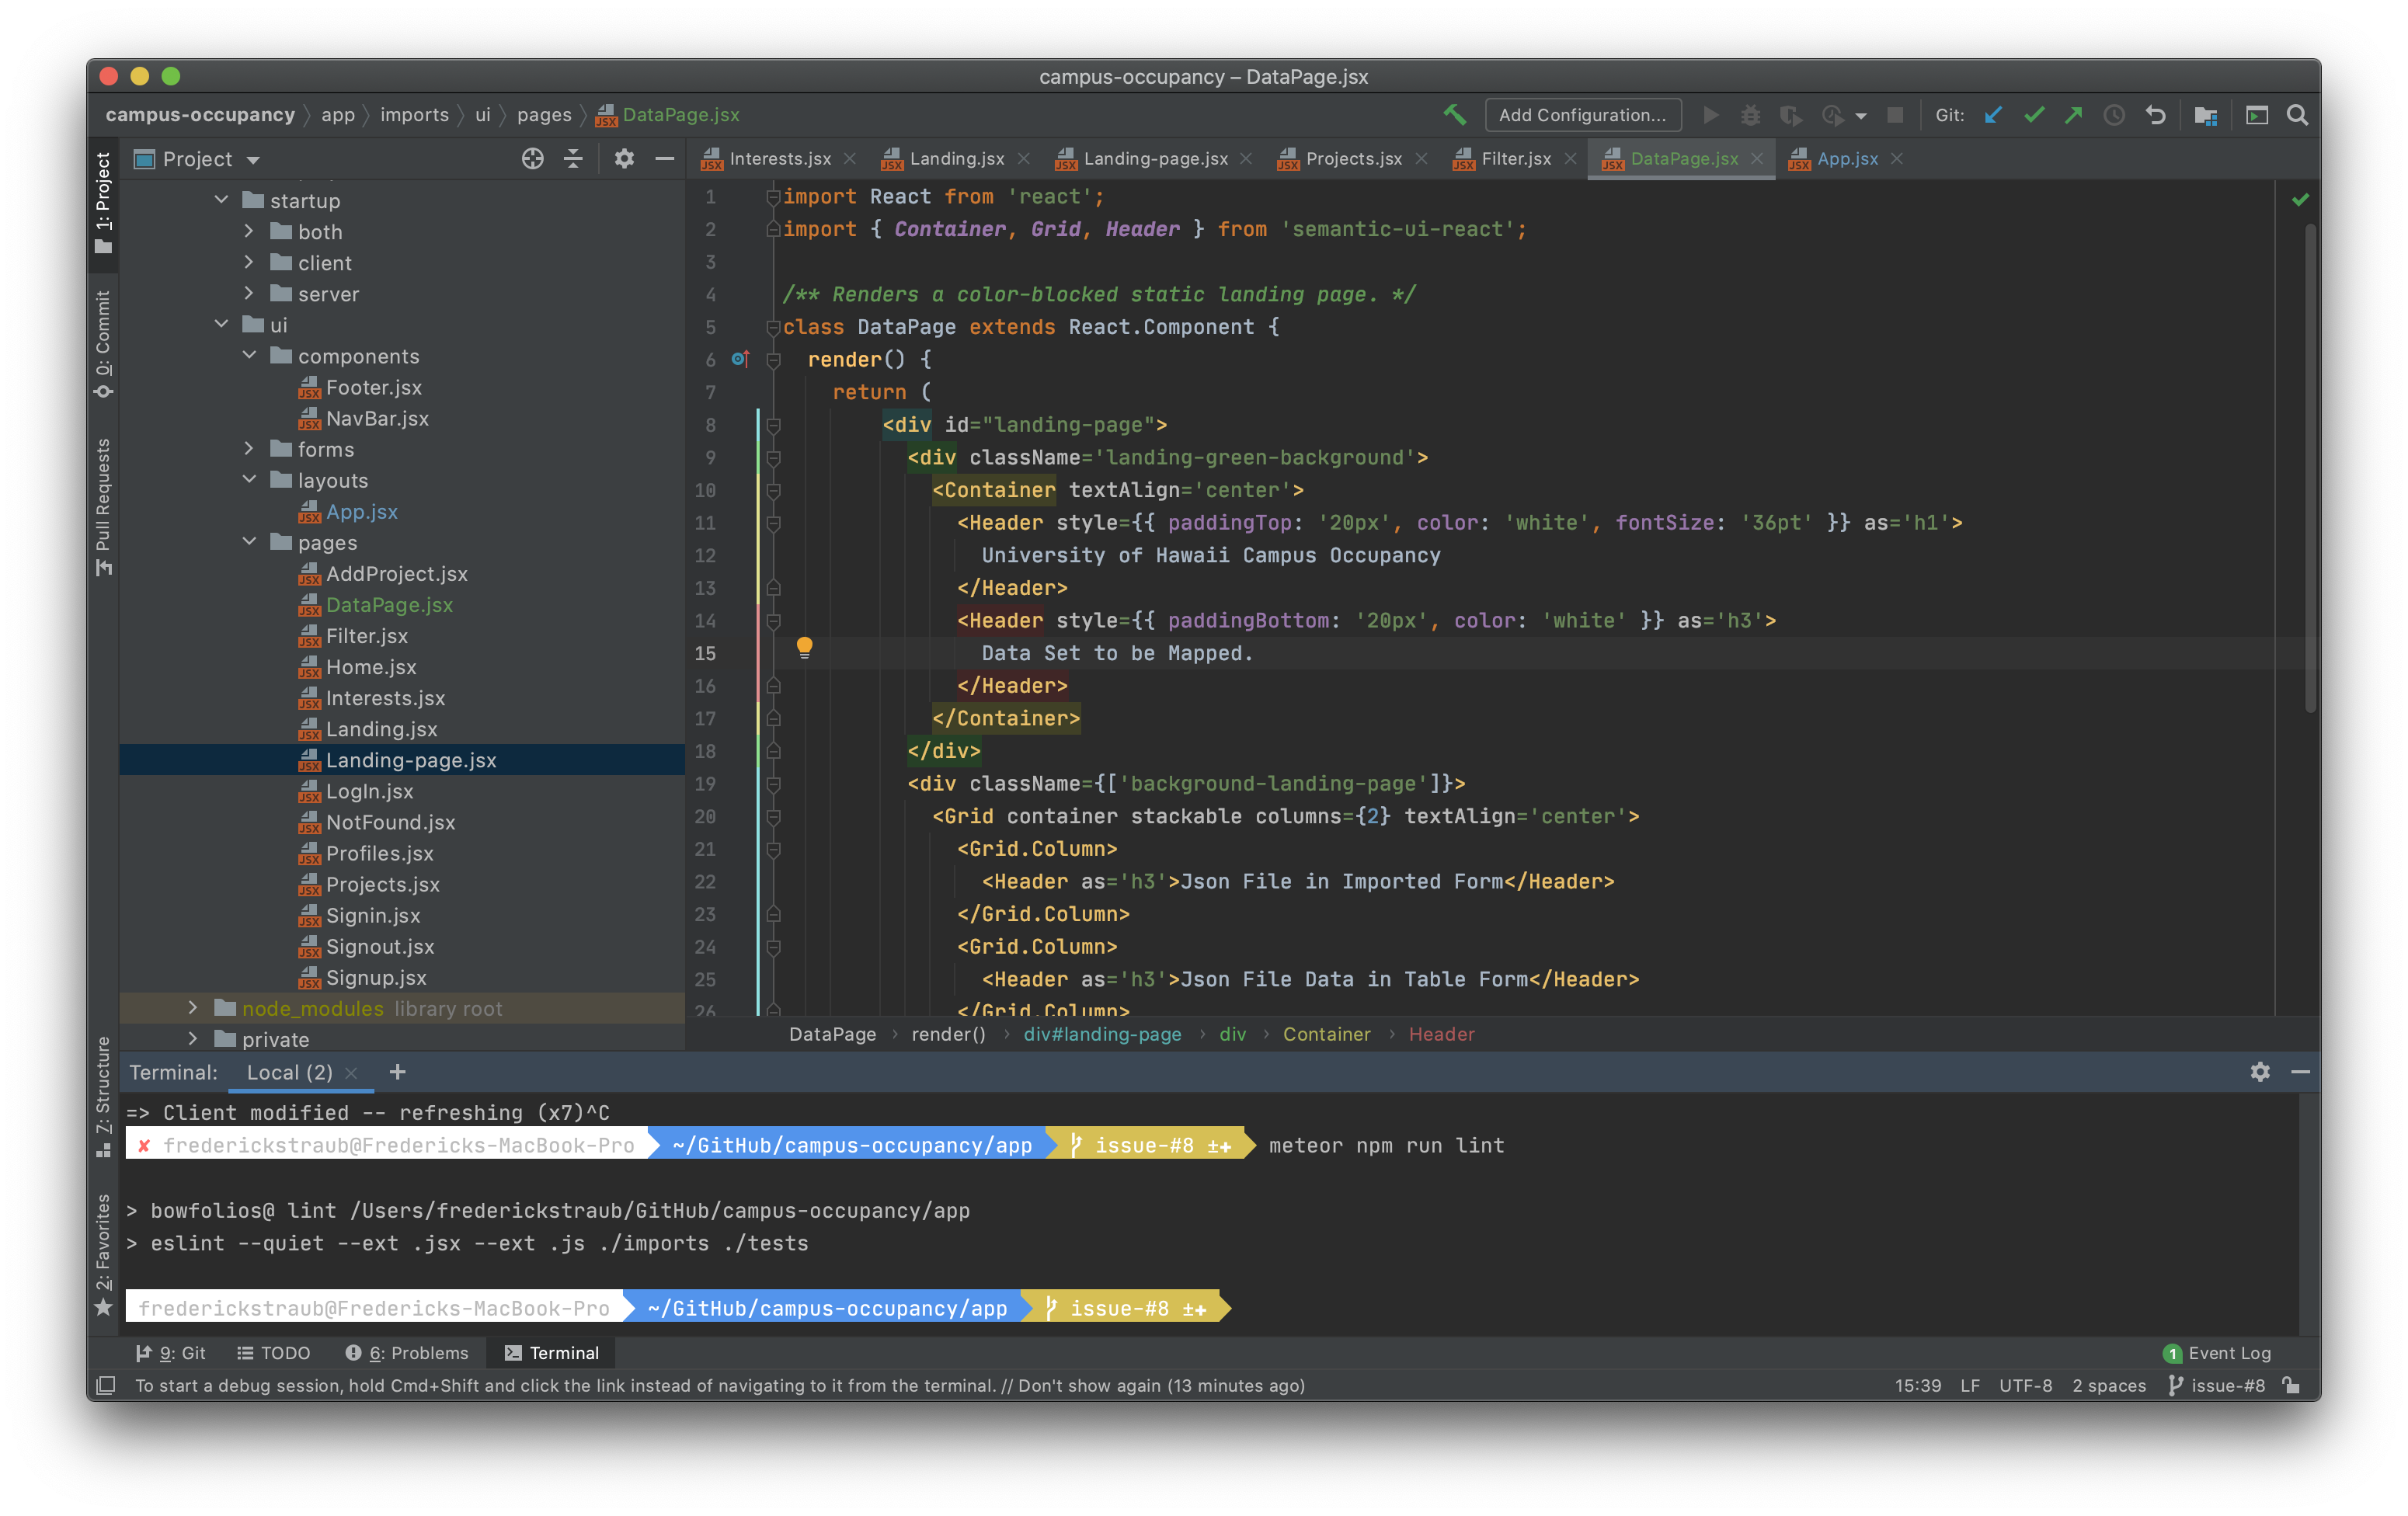 campus-occupancy – DataPage.jsx
campus-occupancy app imports ui pages DataPage.jsx
Add Configuration... Git:
Project
Interests.jsx Landing.jsx Landing-page.jsx Projects.jsx Filter.jsx DataPage.jsx App.jsx
1: Project
0: Commit
Pull Requests
7: Structure
2: Favorites
startup
both
client
server
ui
components
Footer.jsx
NavBar.jsx
forms
layouts
App.jsx
pages
AddProject.jsx
DataPage.jsx
Filter.jsx
Home.jsx
Interests.jsx
Landing.jsx
Landing-page.jsx
LogIn.jsx
NotFound.jsx
Profiles.jsx
Projects.jsx
Signin.jsx
Signout.jsx
Signup.jsx
node_modules library root
private
1 import React from 'react';
2 import { Container, Grid, Header } from 'semantic-ui-react';
3
4 /** Renders a color-blocked static landing page. */
5 class DataPage extends React.Component {
6 render() {
7 return (
8 <div id="landing-page">
9 <div className='landing-green-background'>
10 <Container textAlign='center'>
11 <Header style={{ paddingTop: '20px', color: 'white', fontSize: '36pt' }} as='h1'>
12 University of Hawaii Campus Occupancy
13 </Header>
14 <Header style={{ paddingBottom: '20px', color: 'white' }} as='h3'>
15 Data Set to be Mapped.
16 </Header>
17 </Container>
18 </div>
19 <div className={['background-landing-page']}>
20 <Grid container stackable columns={2} textAlign='center'>
21 <Grid.Column>
22 <Header as='h3'>Json File in Imported Form</Header>
23 </Grid.Column>
24 <Grid.Column>
25 <Header as='h3'>Json File Data in Table Form</Header>
26 </Grid.Column>
DataPage render() div#landing-page div Container Header
Terminal: Local (2) +
=> Client modified -- refreshing (x7)^C
✘ frederickstraub@Fredericks-MacBook-Pro ~/GitHub/campus-occupancy/app issue-#8 ±✚ meteor npm run lint
> bowfolios@ lint /Users/frederickstraub/GitHub/campus-occupancy/app
> eslint --quiet --ext .jsx --ext .js ./imports ./tests
frederickstraub@Fredericks-MacBook-Pro ~/GitHub/campus-occupancy/app issue-#8 ±✚
9: Git TODO 6: Problems Terminal 1 Event Log
To start a debug session, hold Cmd+Shift and click the link instead of navigating to it from the terminal. // Don't show again (13 minutes ago) 15:39 LF UTF-8 2 spaces issue-#8